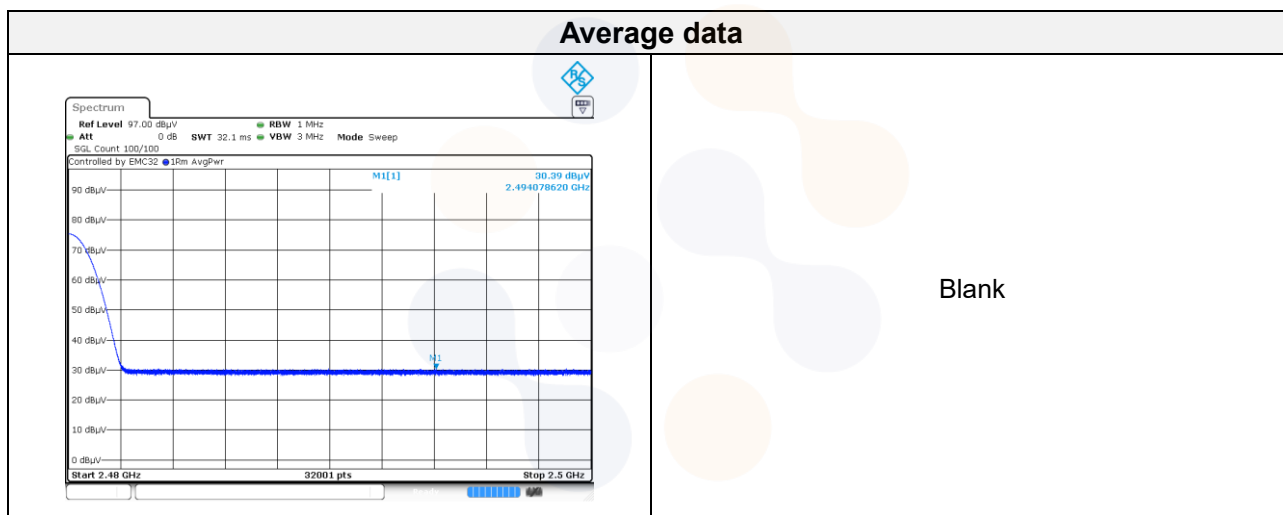 Average data
R&S
Spectrum
Ref Level 97.00 dBµV RBW 1 MHz
Att 0 dB SWT 32.1 ms VBW 3 MHz Mode Sweep
SGL Count 100/100
Controlled by EMC32 1Rm AvgPwr
M1[1] 30.39 dBµV
2.494078620 GHz
90 dBµV
80 dBµV
70 dBµV
60 dBµV
50 dBµV
40 dBµV
M1
30 dBµV
20 dBµV
10 dBµV
0 dBµV
Start 2.48 GHz 32001 pts Stop 2.5 GHz
Blank